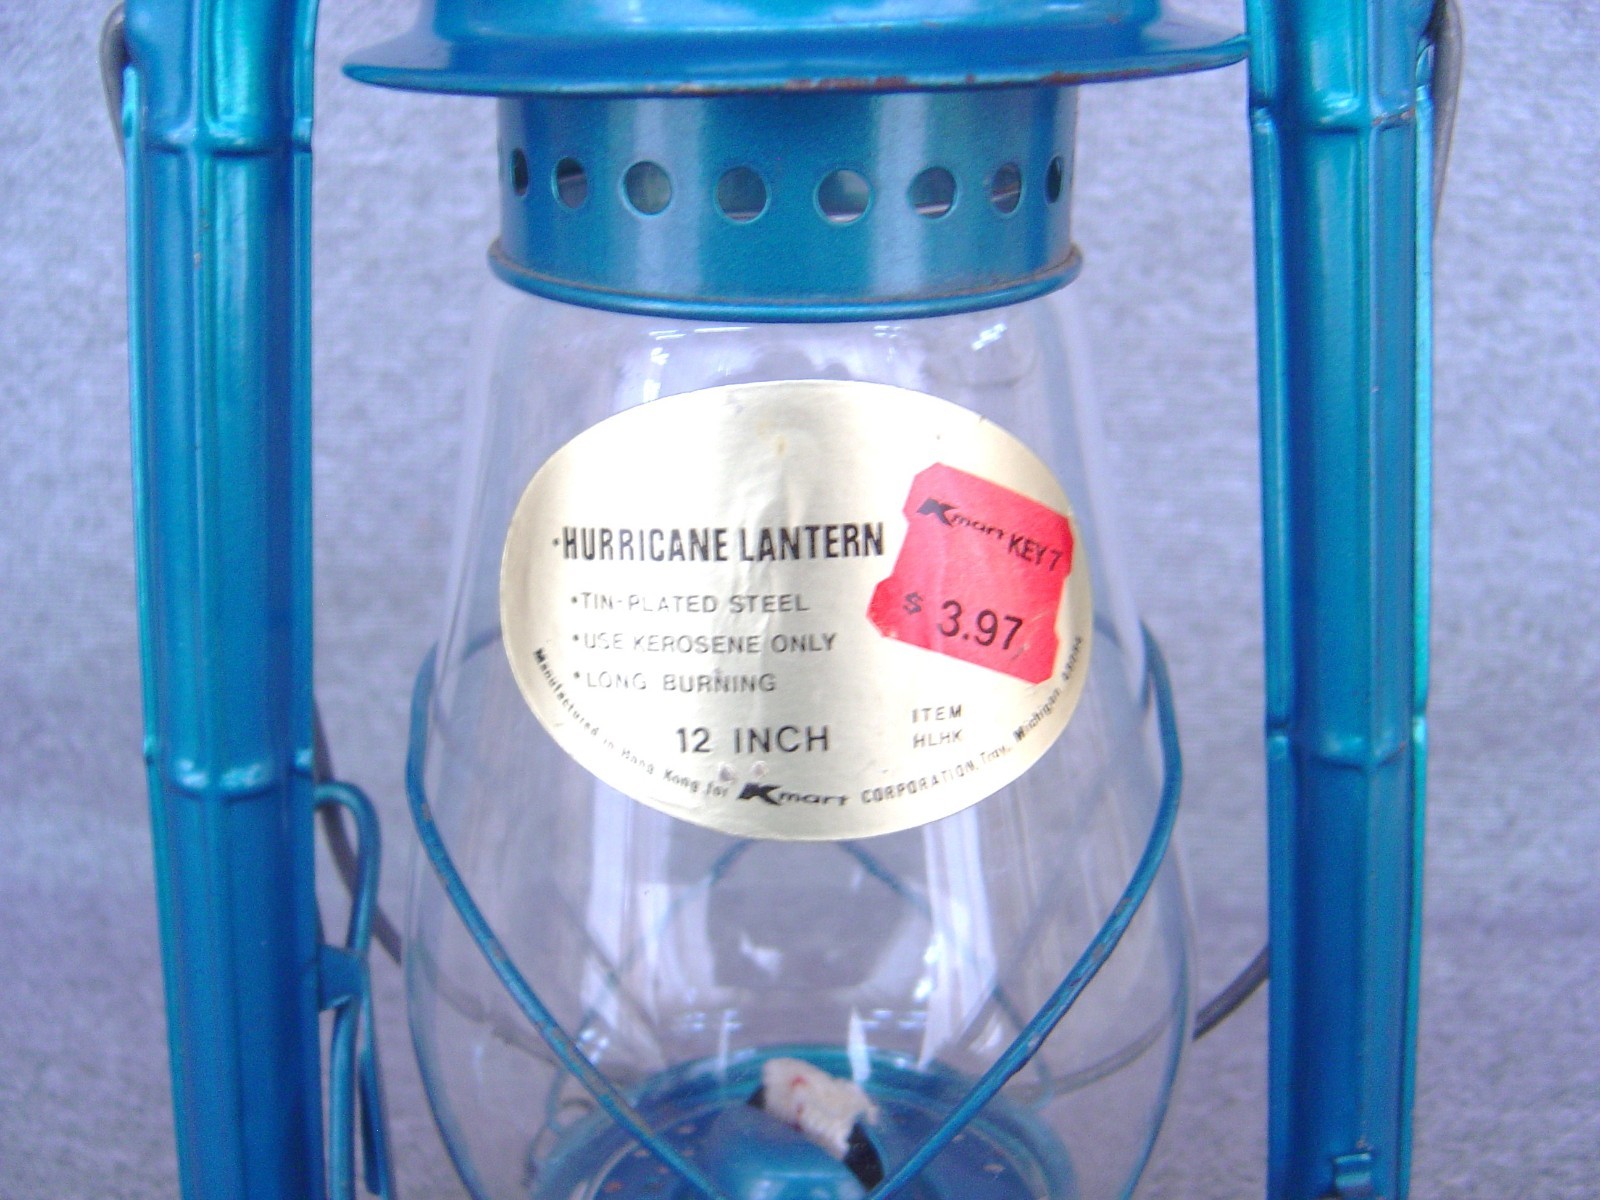 •HURRICANE LANTERN
•TIN-PLATED STEEL
•USE KEROSENE ONLY
•LONG BURNING
12 INCH
ITEM
HLHK
Manufactured in Hong Kong for Kmart CORPORATION, Troy, Michigan
Kmart KEY 7
$ 3.97